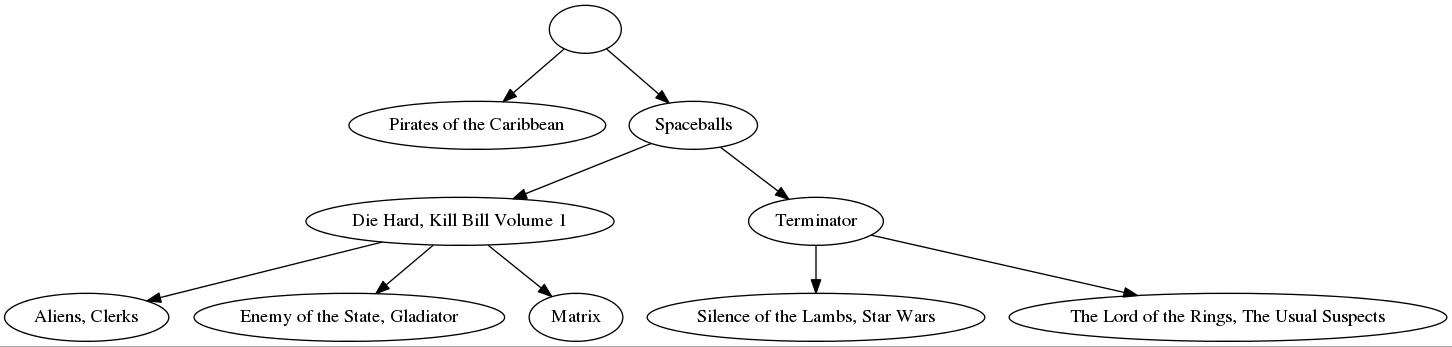 Pirates of the Caribbean
Spaceballs
Die Hard, Kill Bill Volume 1
Terminator
Aliens, Clerks
Enemy of the State, Gladiator
Matrix
Silence of the Lambs, Star Wars
The Lord of the Rings, The Usual Suspects